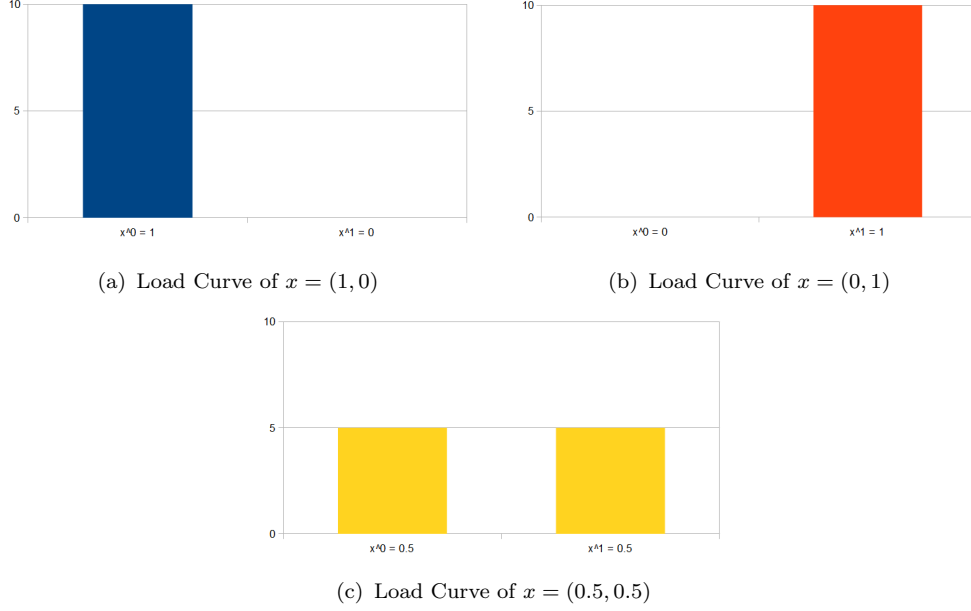 10
5
0
x^0 = 1
x^1 = 0
(a) Load Curve of x = (1, 0)
10
5
0
x^0 = 0
x^1 = 1
(b) Load Curve of x = (0, 1)
10
5
0
x^0 = 0.5
x^1 = 0.5
(c) Load Curve of x = (0.5, 0.5)